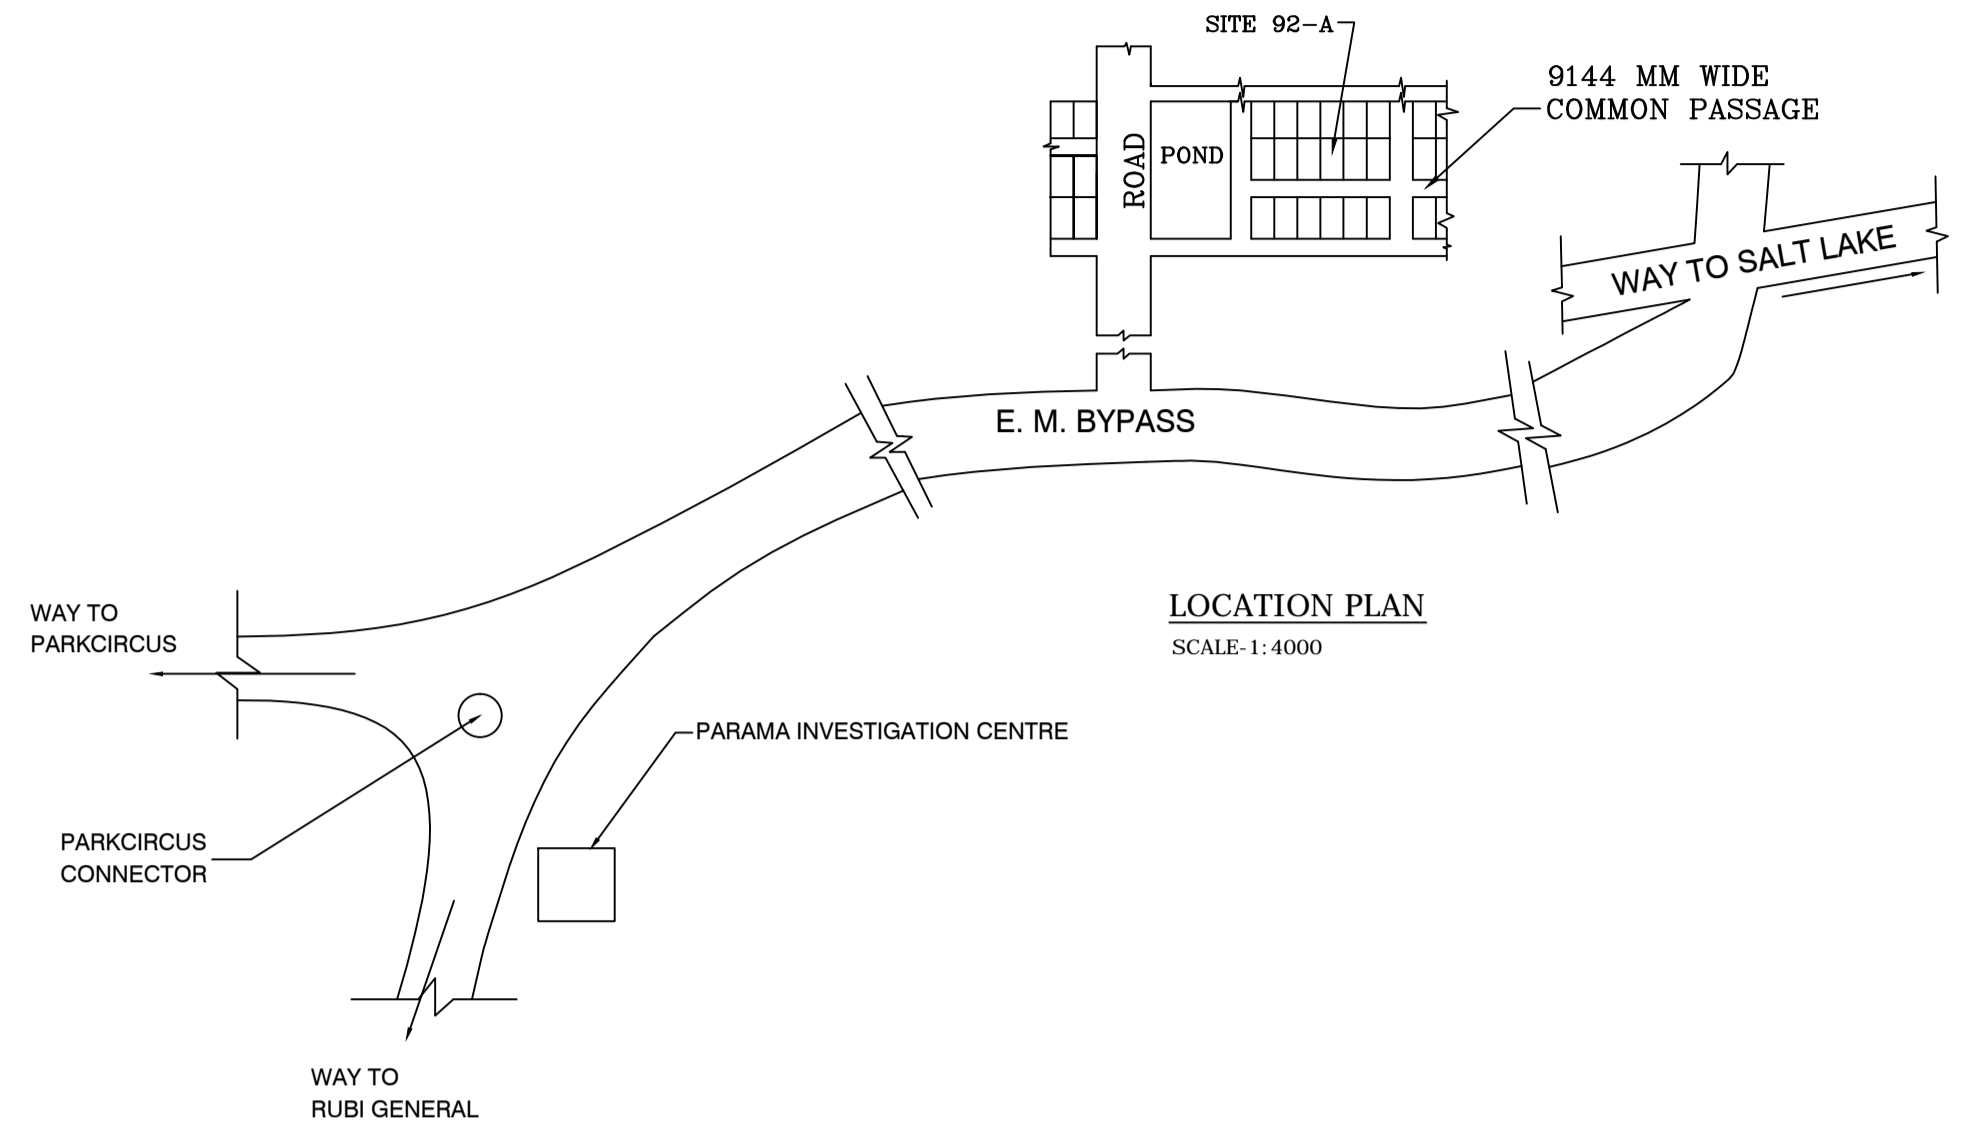 SITE 92-A
9144 MM WIDE
COMMON PASSAGE
ROAD
POND
WAY TO SALT LAKE
E. M. BYPASS
LOCATION PLAN
SCALE-1:4000
WAY TO
PARKCIRCUS
PARAMA INVESTIGATION CENTRE
PARKCIRCUS
CONNECTOR
WAY TO
RUBI GENERAL